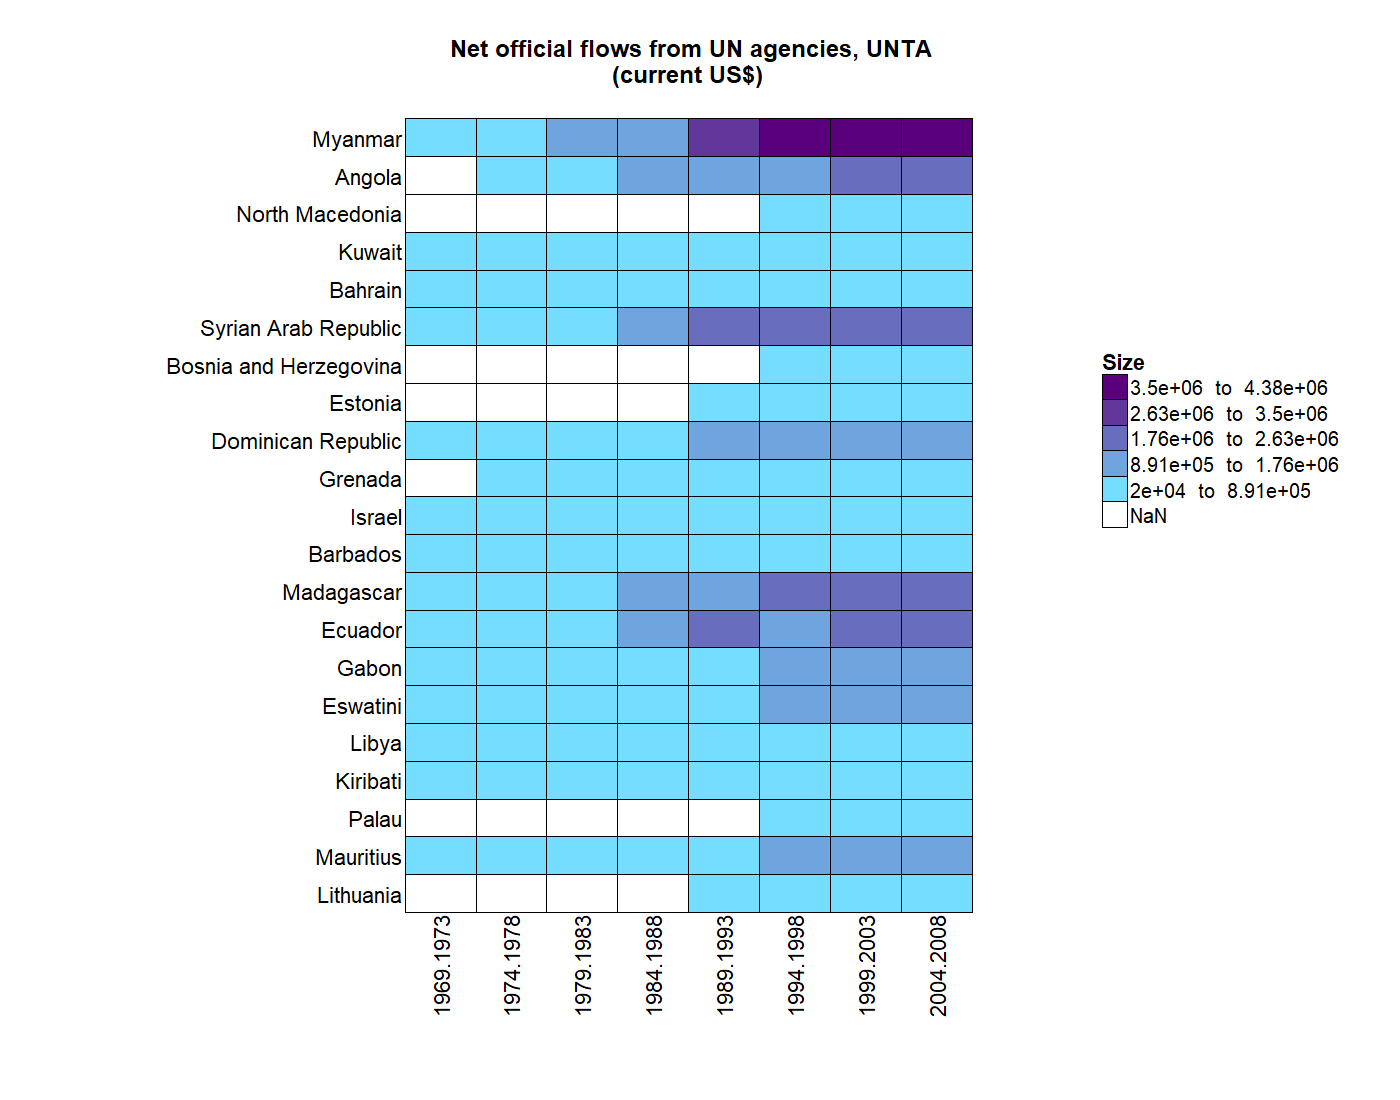 Net official flows from UN agencies, UNTA
(current US$)
Myanmar
Angola
North Macedonia
Kuwait
Bahrain
Syrian Arab Republic
Bosnia and Herzegovina
Estonia
Dominican Republic
Grenada
Israel
Barbados
Madagascar
Ecuador
Gabon
Eswatini
Libya
Kiribati
Palau
Mauritius
Lithuania
1969.1973
1974.1978
1979.1983
1984.1988
1989.1993
1994.1998
1999.2003
2004.2008
Size
3.5e+06 to 4.38e+06
2.63e+06 to 3.5e+06
1.76e+06 to 2.63e+06
8.91e+05 to 1.76e+06
2e+04 to 8.91e+05
NaN